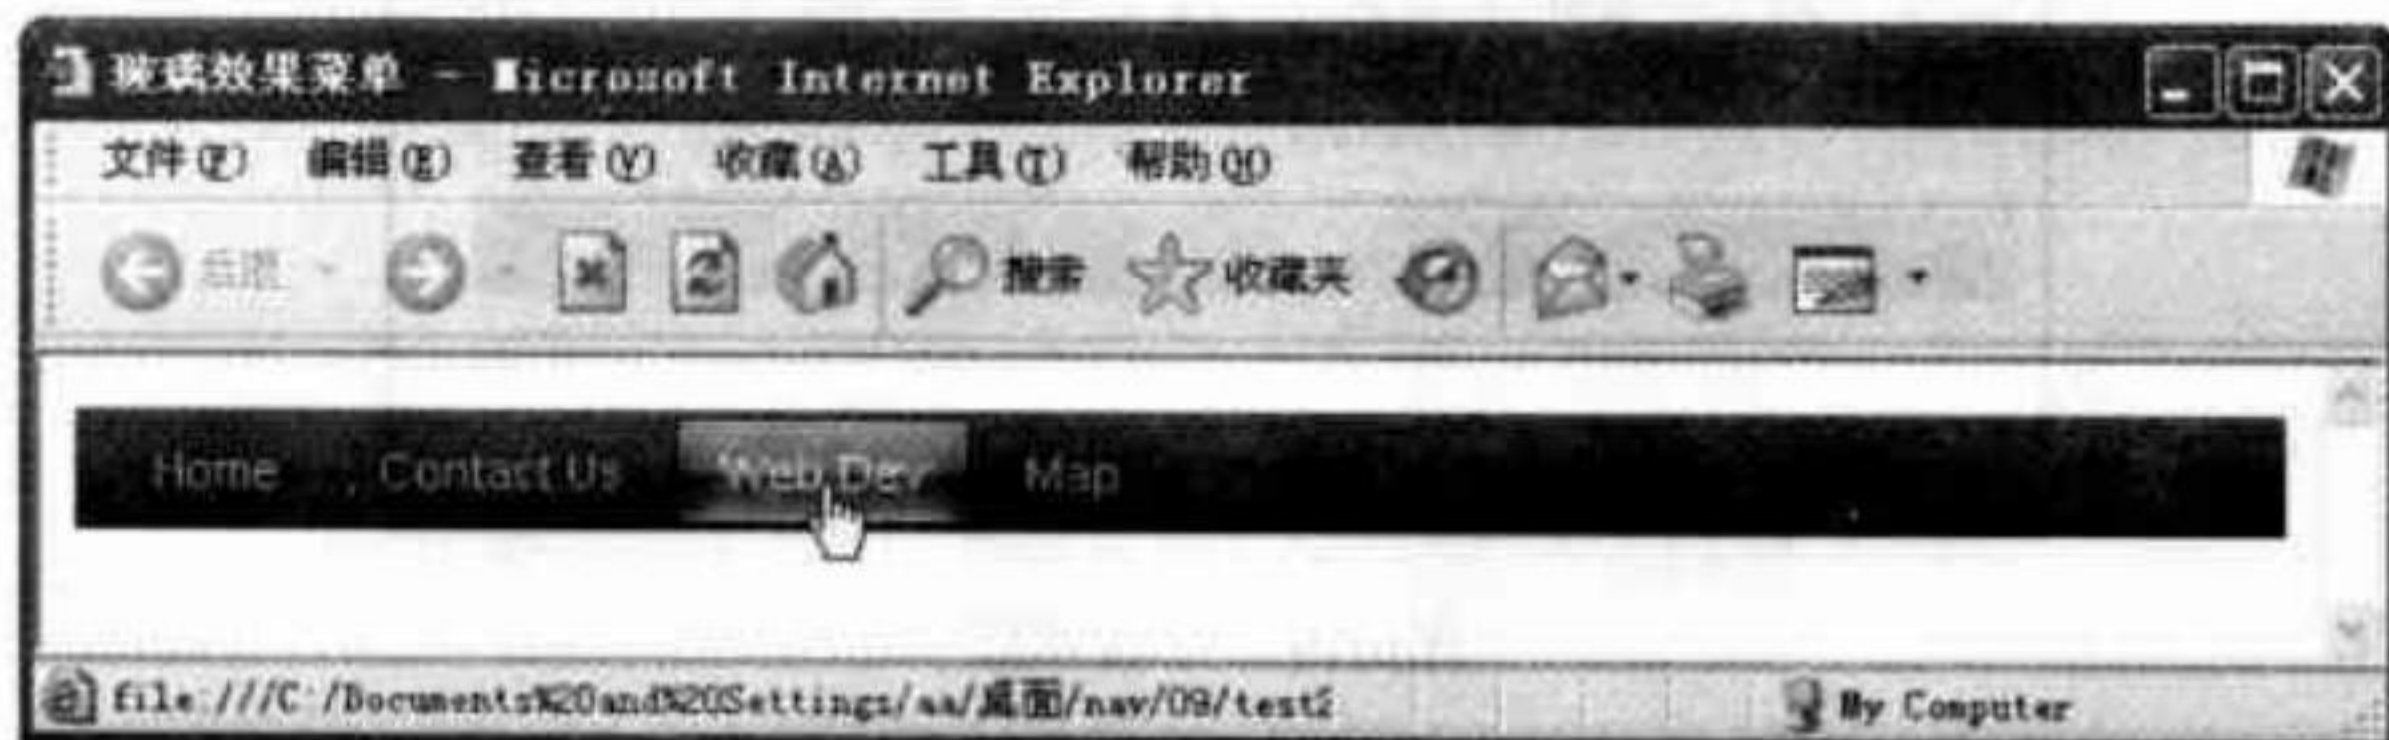 玻璃效果菜单 - Microsoft Internet Explorer
文件(F) 编辑(E) 查看(V) 收藏(A) 工具(T) 帮助(H)
后退 搜索 收藏夹
Home Contact Us Web Dev Map
file:///C:/Documents%20and%20Settings/aa/桌面/nav/09/test2 My Computer